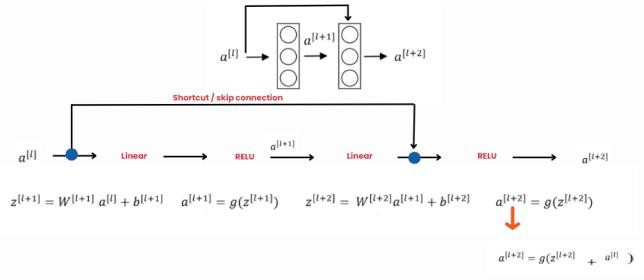 a^[l] a^[l+1] a^[l+2]
Shortcut / skip connection
a^[l] Linear RELU a^[l+1] Linear RELU a^[l+2]
z^[l+1] = W^[l+1] a^[l] + b^[l+1] a^[l+1] = g(z^[l+1]) z^[l+2] = W^[l+2] a^[l+1] + b^[l+2] a^[l+2] = g(z^[l+2])
a^[l+2] = g(z^[l+2] + a^[l] )